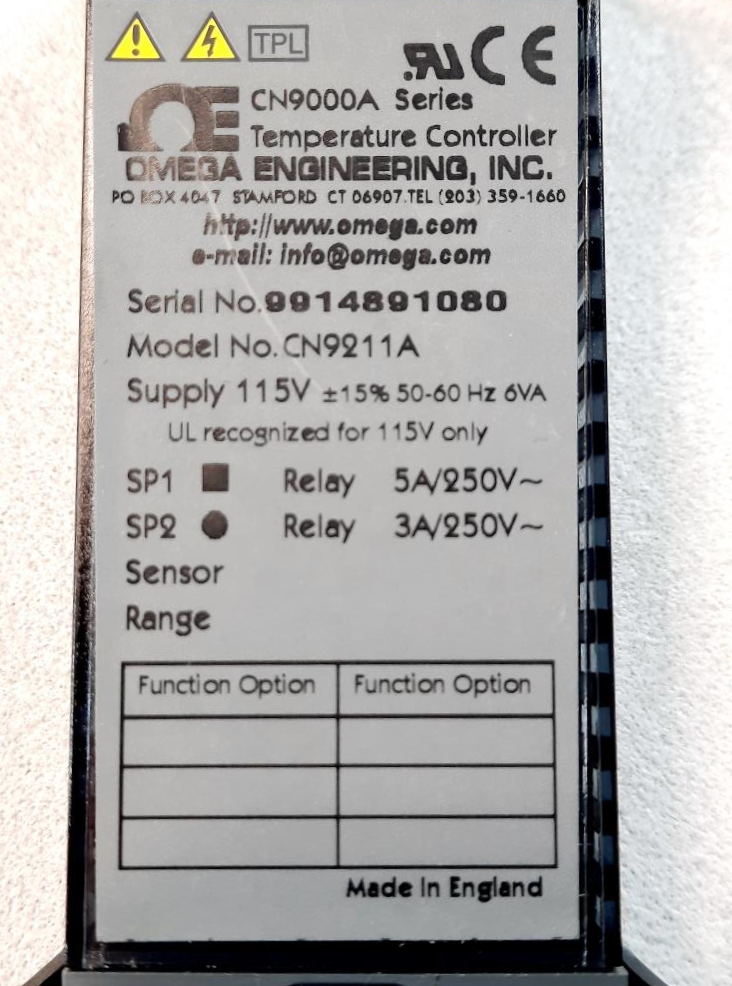 TPL
CN9000A Series
Temperature Controller
OMEGA ENGINEERING, INC.
PO BOX 4047 STAMFORD CT 06907.TEL (203) 359-1660
http://www.omega.com
e-mail: info@omega.com
Serial No.9914891080
Model No.CN9211A
Supply 115V ±15% 50-60 Hz 6VA
UL recognized for 115V only
SP1 ■ Relay 5A/250V~
SP2 ● Relay 3A/250V~
Sensor
Range
Function Option Function Option
Made In England